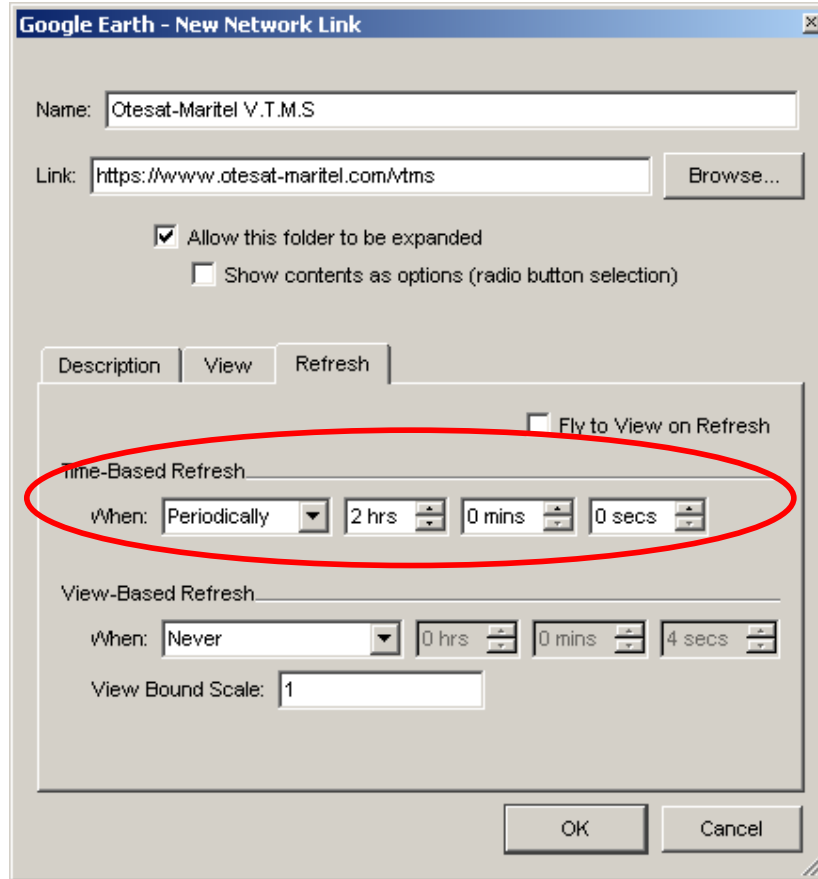 Google Earth - New Network Link
Name: Otesat-Maritel V.T.M.S
Link: https://www.otesat-maritel.com/vtms Browse...
Allow this folder to be expanded
Show contents as options (radio button selection)
Description View Refresh
Fly to View on Refresh
Time-Based Refresh
When: Periodically 2 hrs 0 mins 0 secs
View-Based Refresh
When: Never 0 hrs 0 mins 4 secs
View Bound Scale: 1
OK Cancel